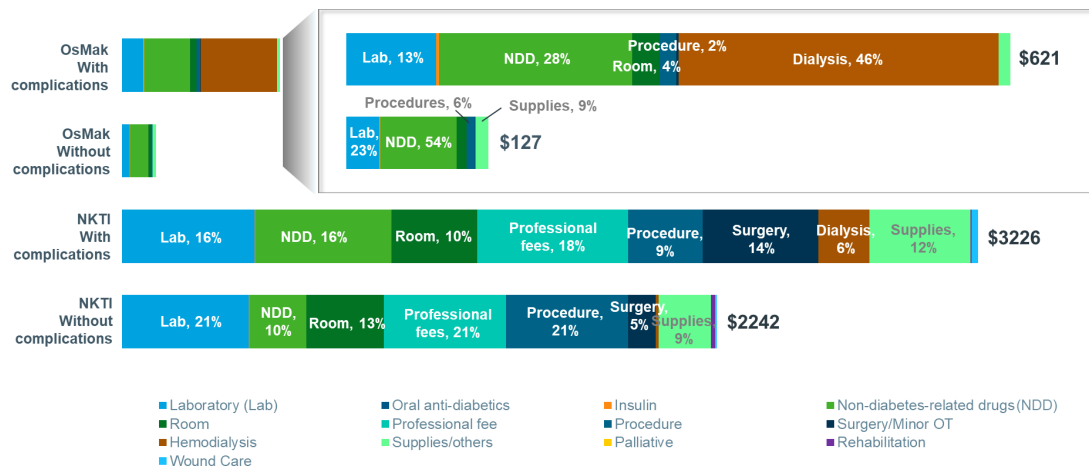 OsMak
With
complications
Lab, 13%
NDD, 28%
Procedure, 2%
Room, 4%
Dialysis, 46%
$621
Procedures, 6%
Supplies, 9%
OsMak
Without
complications
Lab,
23%
NDD, 54%
$127
NKTI
With
complications
Lab, 16%
NDD, 16%
Room, 10%
Professional
fees, 18%
Procedure,
9%
Surgery,
14%
Dialysis,
6%
Supplies,
12%
$3226
NKTI
Without
complications
Lab, 21%
NDD,
10%
Room, 13%
Professional
fees, 21%
Procedure,
21%
Surgery,
5%
Supplies,
9%
$2242
Laboratory (Lab)
Oral anti-diabetics
Insulin
Non-diabetes-related drugs (NDD)
Room
Professional fee
Procedure
Surgery/Minor OT
Hemodialysis
Supplies/others
Palliative
Rehabilitation
Wound Care